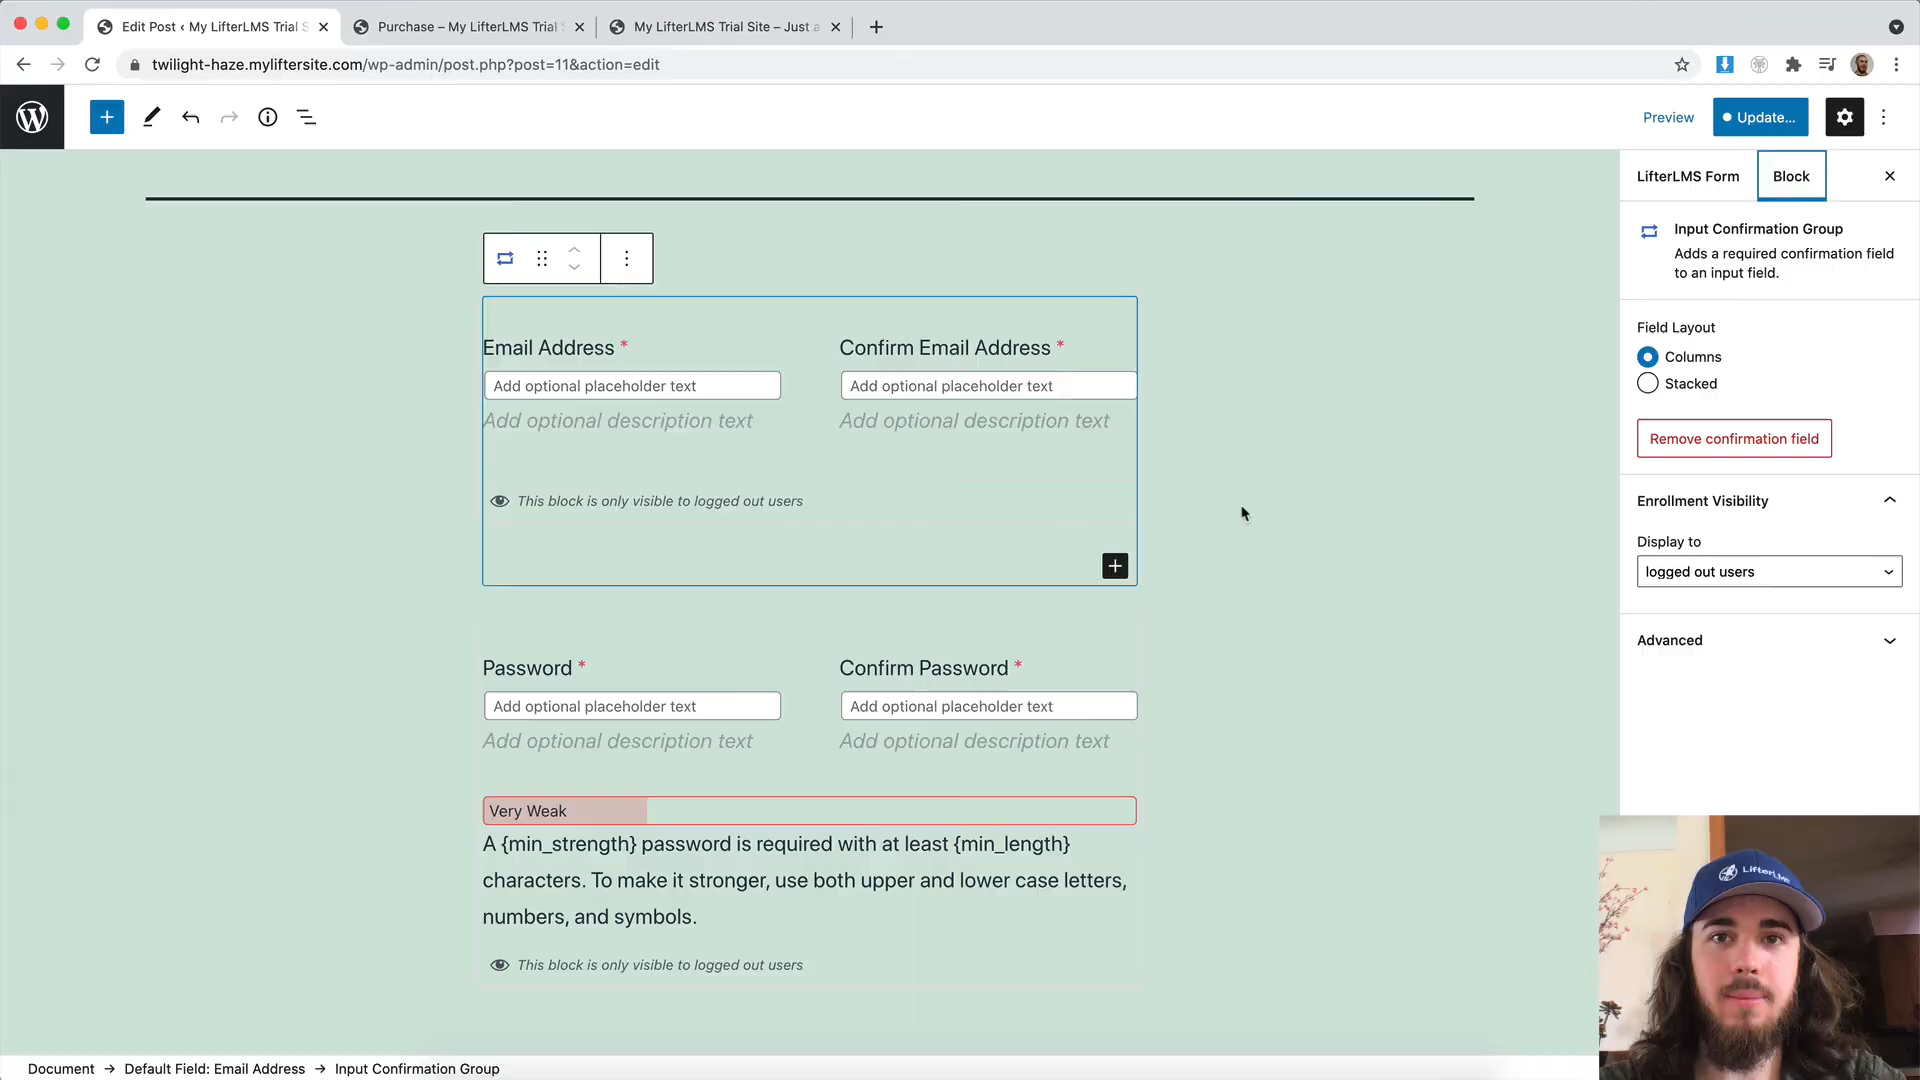 Edit Post ‹ My LifterLMS Trial S
Purchase – My LifterLMS Trial
My LifterLMS Trial Site – Just a
twilight-haze.myliftersite.com/wp-admin/post.php?post=11&action=edit
Preview
Update...
LifterLMS Form
Block
Input Confirmation Group
Adds a required confirmation field
to an input field.
Field Layout
Columns
Stacked
Remove confirmation field
Enrollment Visibility
Display to
logged out users
Advanced
Email Address *
Confirm Email Address *
Add optional placeholder text
Add optional placeholder text
Add optional description text
Add optional description text
This block is only visible to logged out users
Password *
Confirm Password *
Add optional placeholder text
Add optional placeholder text
Add optional description text
Add optional description text
Very Weak
A {min_strength} password is required with at least {min_length}
characters. To make it stronger, use both upper and lower case letters,
numbers, and symbols.
This block is only visible to logged out users
LifterLMS
Document → Default Field: Email Address → Input Confirmation Group